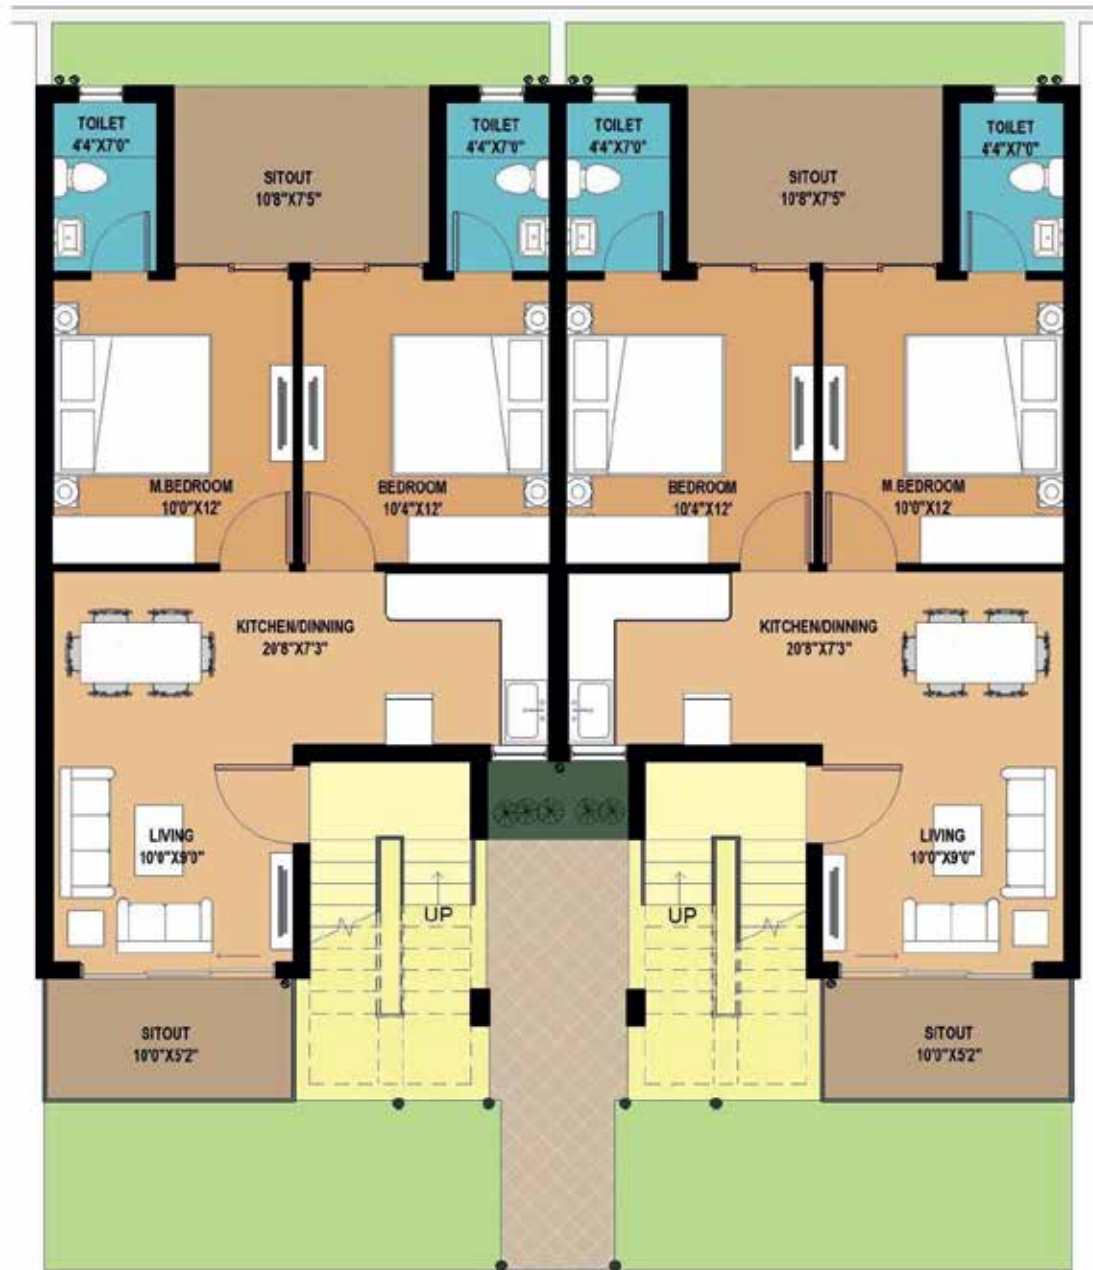 TOILET
4'4"X7'0"
SITOUT
10'8"X7'5"
TOILET
4'4"X7'0"
TOILET
4'4"X7'0"
SITOUT
10'8"X7'5"
TOILET
4'4"X7'0"
M.BEDROOM
10'0"X12'
BEDROOM
10'4"X12'
BEDROOM
10'4"X12'
M.BEDROOM
10'0"X12'
KITCHEN/DINNING
20'8"X7'3"
KITCHEN/DINNING
20'8"X7'3"
LIVING
10'0"X9'0"
LIVING
10'0"X9'0"
UP
UP
SITOUT
10'0"X5'2"
SITOUT
10'0"X5'2"